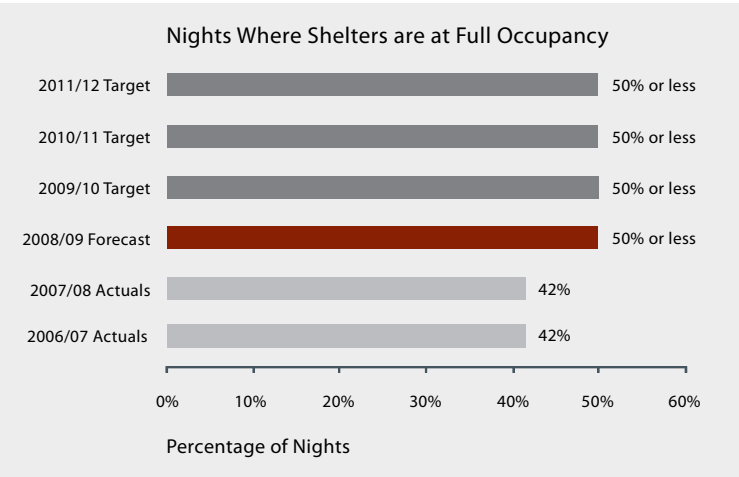 Nights Where Shelters are at Full Occupancy
2011/12 Target 50% or less
2010/11 Target 50% or less
2009/10 Target 50% or less
2008/09 Forecast 50% or less
2007/08 Actuals 42%
2006/07 Actuals 42%
0% 10% 20% 30% 40% 50% 60%
Percentage of Nights